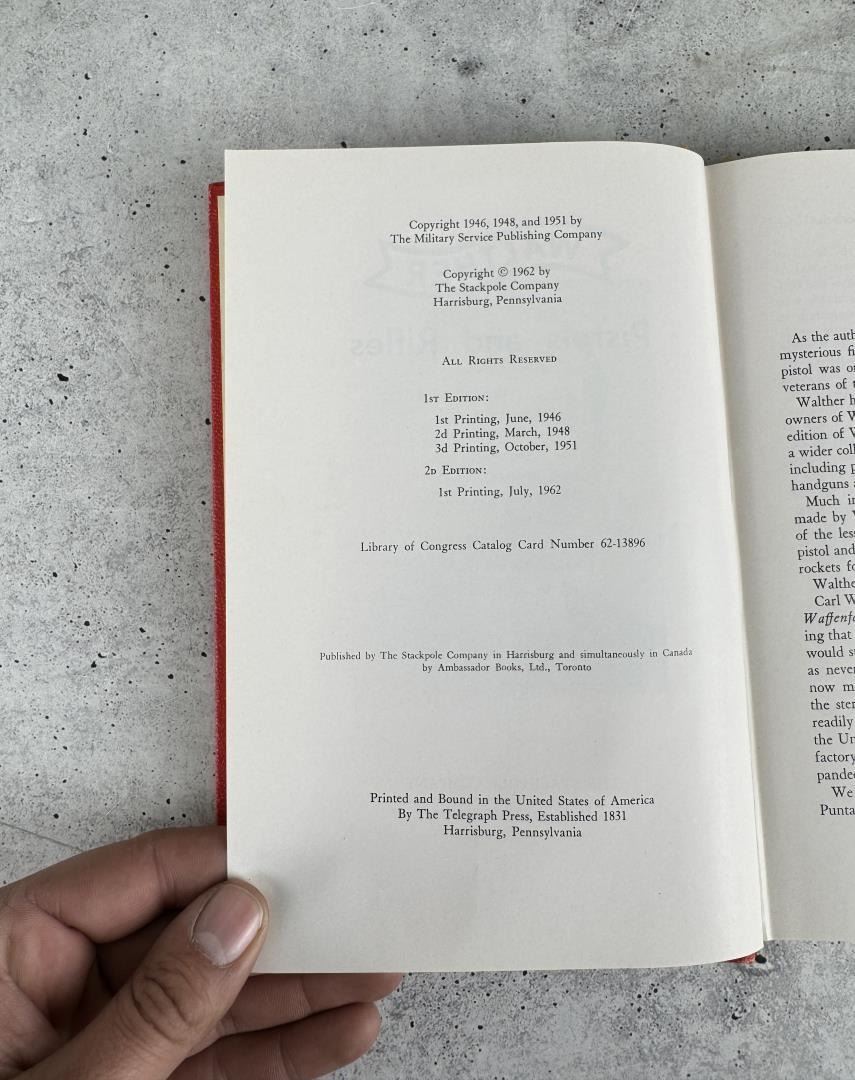 Copyright 1946, 1948, and 1951 by
The Military Service Publishing Company
Copyright © 1962 by
The Stackpole Company
Harrisburg, Pennsylvania
All Rights Reserved
1st Edition:
1st Printing, June, 1946
2d Printing, March, 1948
3d Printing, October, 1951
2d Edition:
1st Printing, July, 1962
Library of Congress Catalog Card Number 62-13896
Published by The Stackpole Company in Harrisburg and simultaneously in Canada
by Ambassador Books, Ltd., Toronto
Printed and Bound in the United States of America
By The Telegraph Press, Established 1831
Harrisburg, Pennsylvania
As the auth
mysterious fi
pistol was o
veterans of
Walther h
owners of W
edition of W
a wider coll
including p
handguns
Much in
made by
of the les
pistol and
rockets fo
Walthe
Carl W
Waffenfa
ing that
would s
as never
now m
the ste
readily
the Un
factory
pande
We
Punta